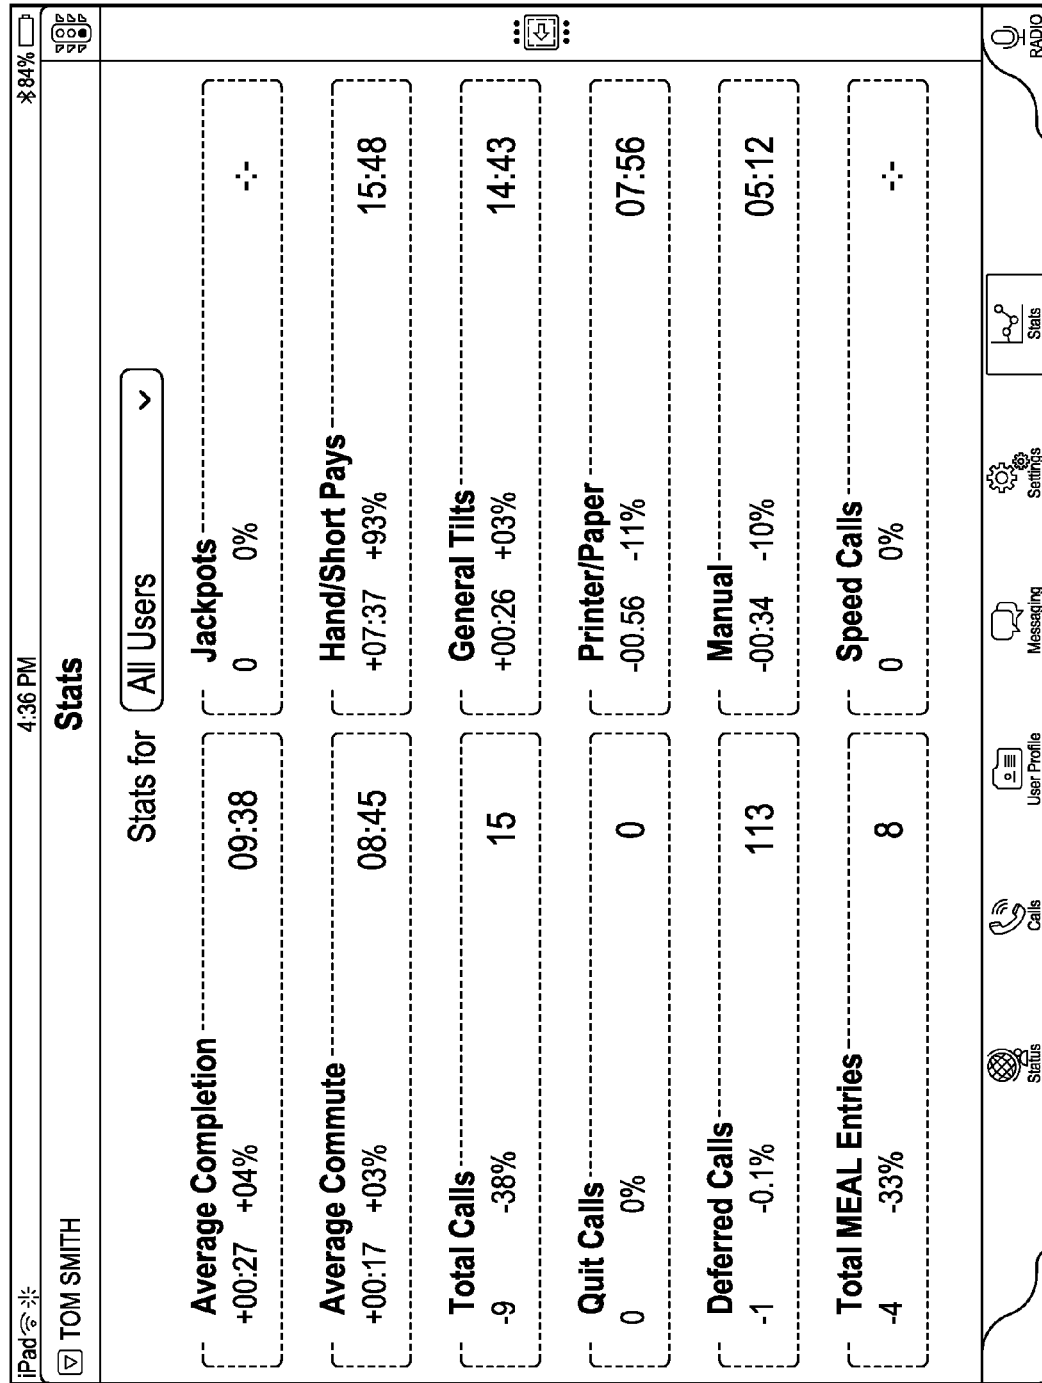 iPad 4:36 PM 84%
TOM SMITH Stats
Stats for All Users
Average Completion
+00:27 +04% 09:38
Jackpots
0 0% -:-
Average Commute
+00:17 +03% 08:45
Hand/Short Pays
+07:37 +93% 15:48
Total Calls
-9 -38% 15
General Tilts
+00:26 +03% 14:43
Quit Calls
0 0% 0
Printer/Paper
-00:56 -11% 07:56
Deferred Calls
-1 -0.1% 113
Manual
-00:34 -10% 05:12
Total MEAL Entries
-4 -33% 8
Speed Calls
0 0% -:-
Status Calls User Profile Messaging Settings Stats RADIO